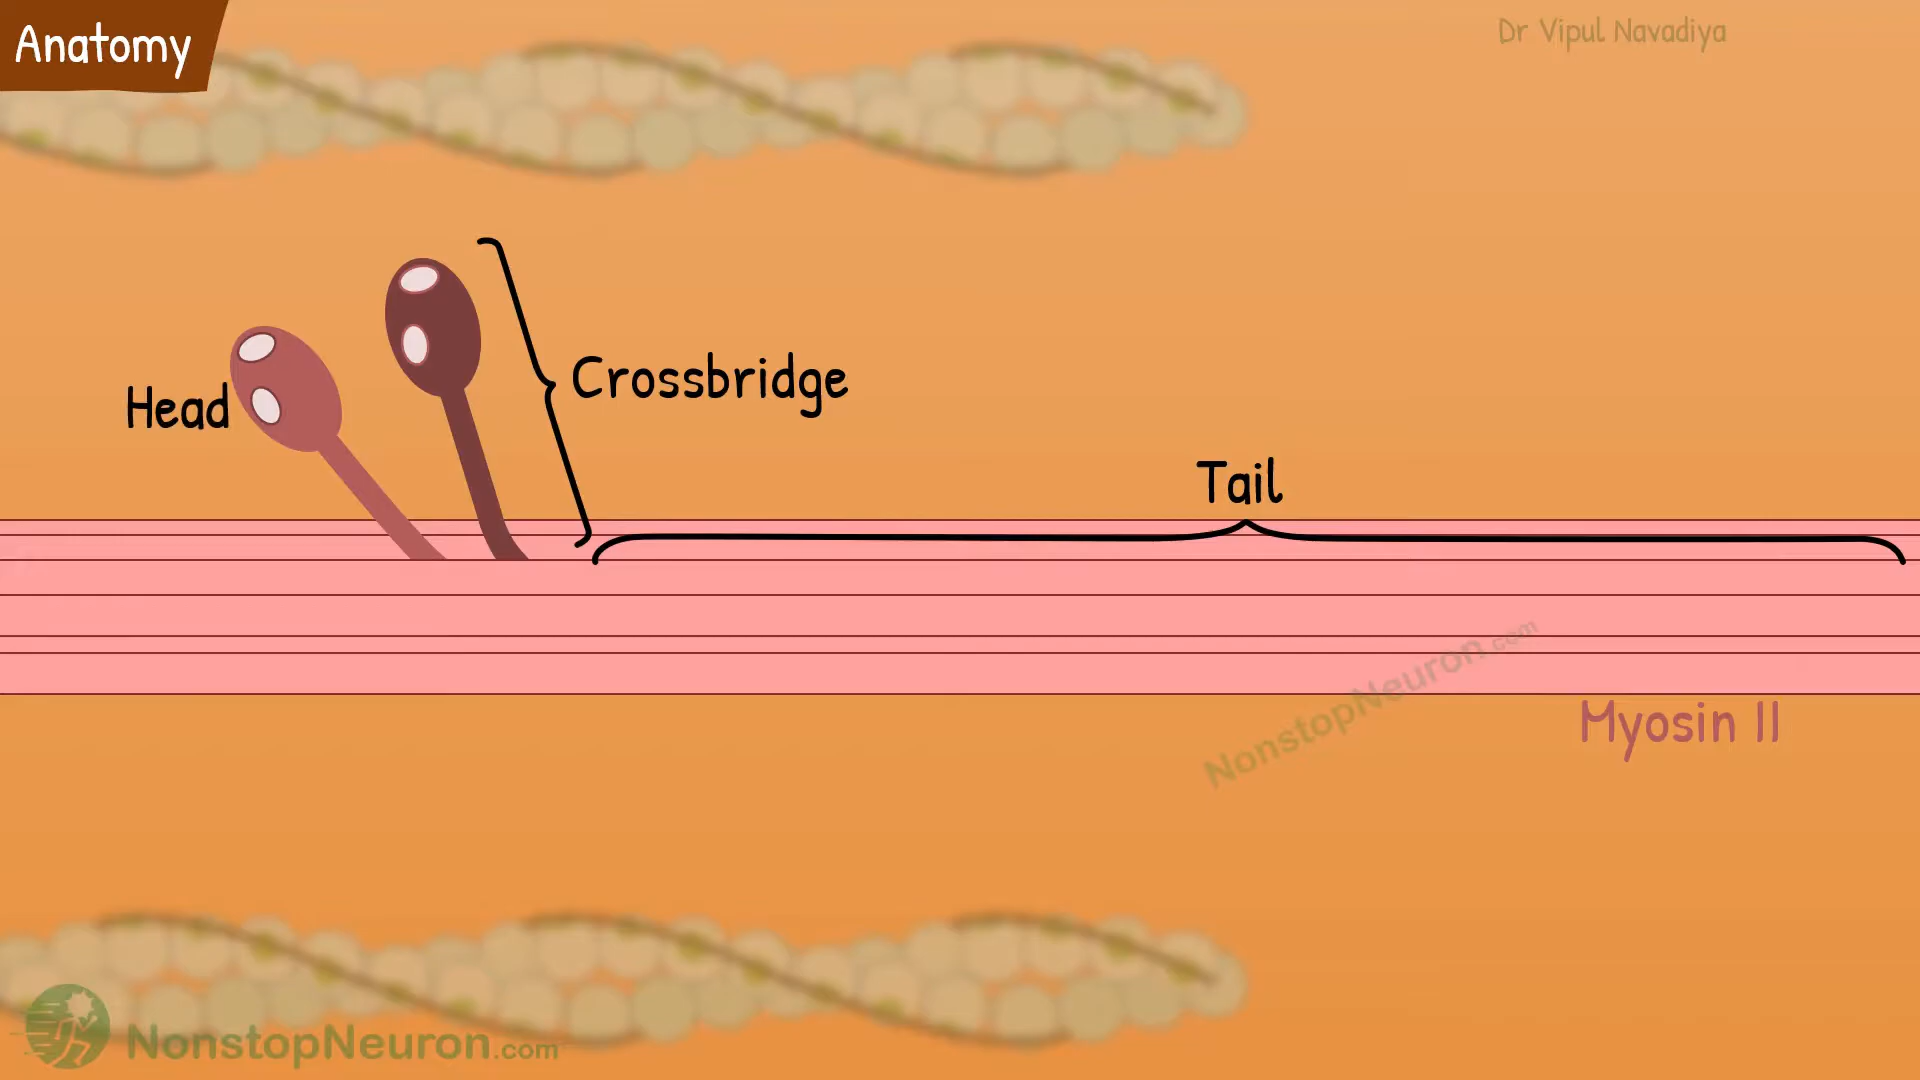 Anatomy
Dr Vipul Navadiya
Crossbridge
Head
Tail
NonstopNeuron.com
Myosin II
NonstopNeuron.com